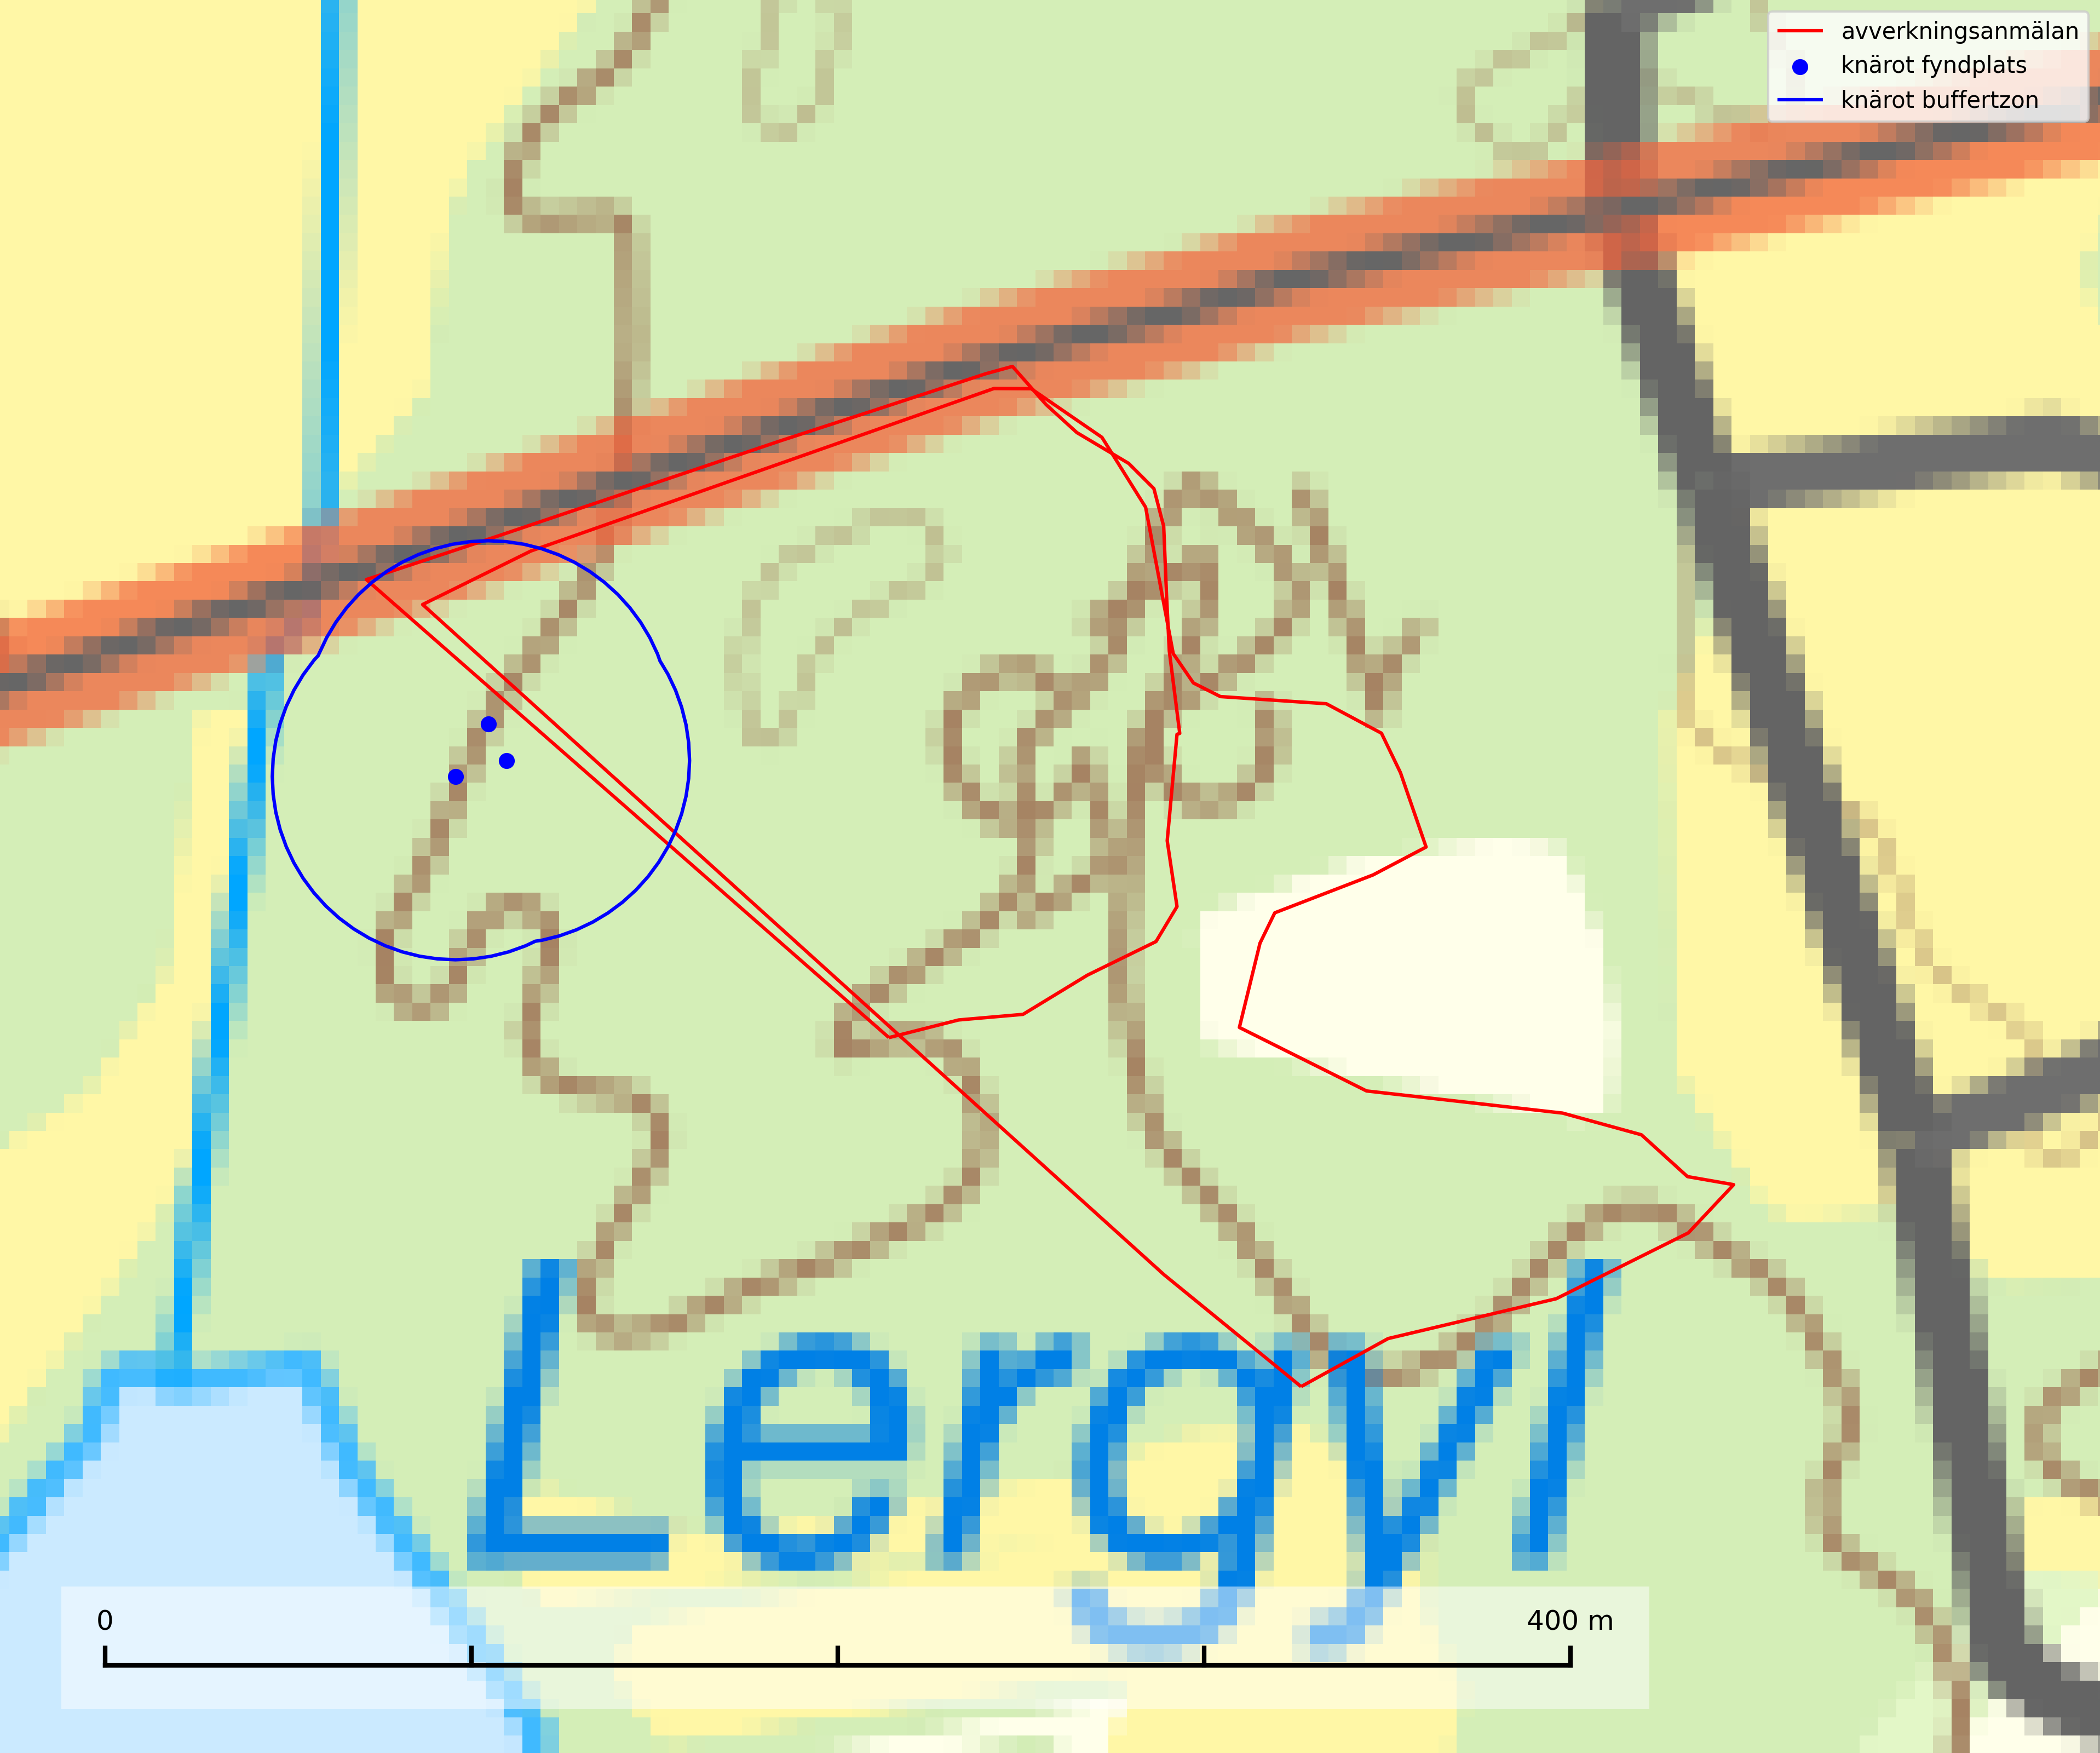 avverkningsanmälan
knärot fyndplats
knärot buffertzon
Lergyl
0 400 m